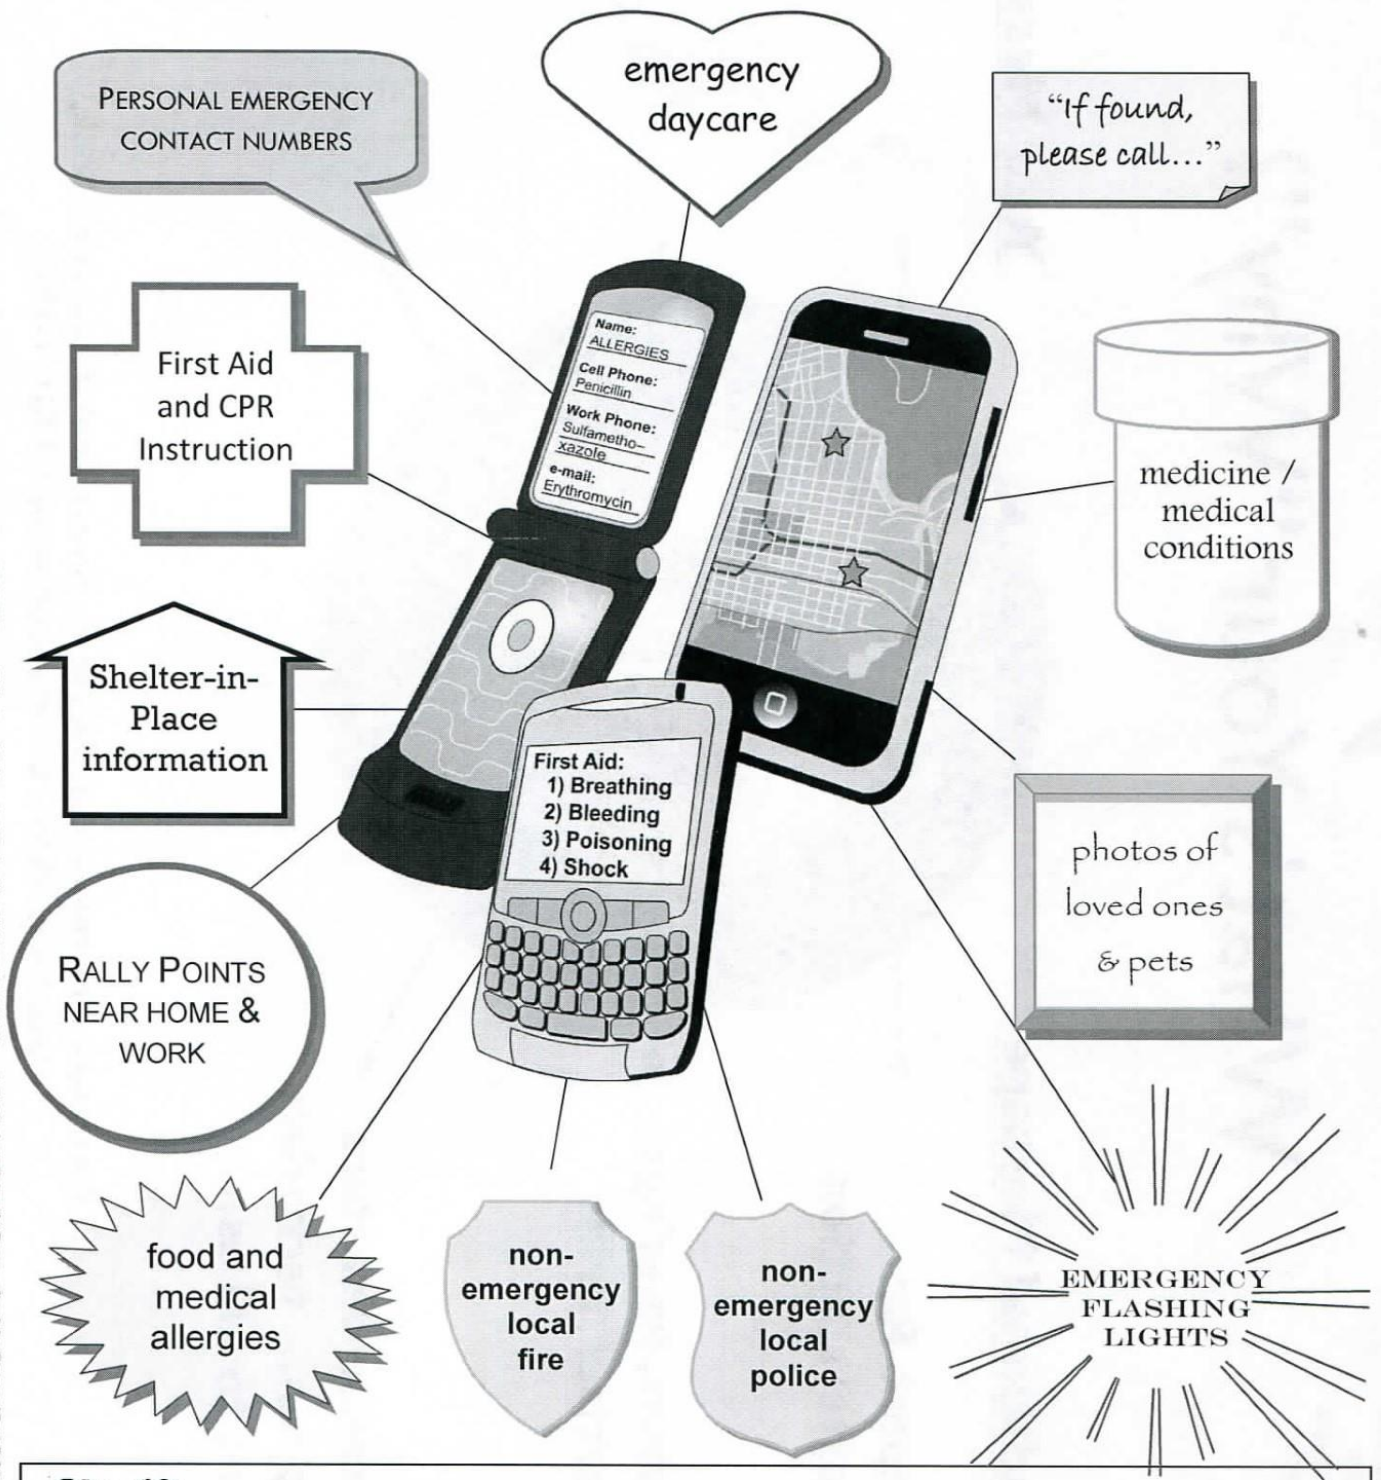 PERSONAL EMERGENCY
CONTACT NUMBERS
emergency
daycare
“If found,
please call...”
First Aid
and CPR
Instruction
Name:
ALLERGIES
Cell Phone:
Penicillin
Work Phone:
Sulfametho–
xazole
e-mail:
Erythromycin
medicine /
medical
conditions
Shelter-in-
Place
information
First Aid:
1) Breathing
2) Bleeding
3) Poisoning
4) Shock
photos of
loved ones
& pets
RALLY POINTS
NEAR HOME &
WORK
food and
medical
allergies
non-
emergency
local
fire
non-
emergency
local
police
EMERGENCY
FLASHING
LIGHTS